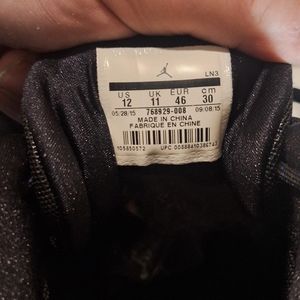 LN3
US UK EUR cm
12 11 46 30
05/28/15 768929-008 09/08/15
MADE IN CHINA
FABRIQUE EN CHINE